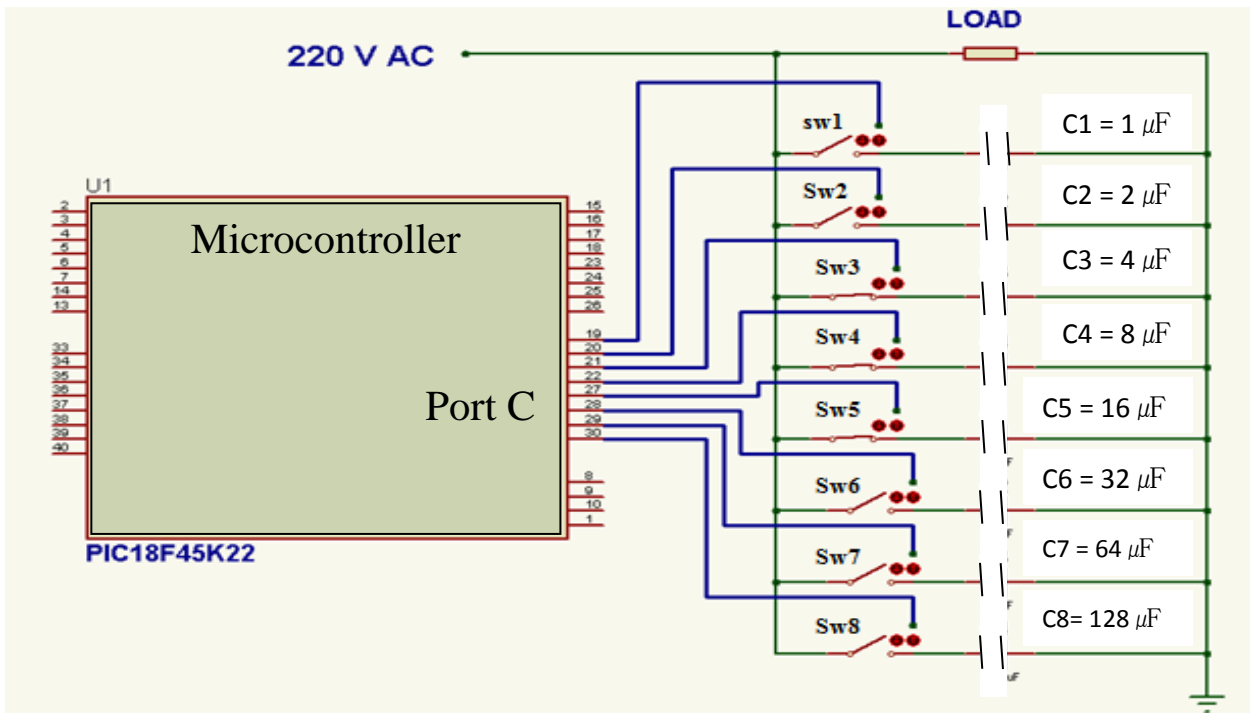 LOAD
220 V AC
sw1
C1 = 1 μF
Sw2
C2 = 2 μF
U1
2
3
4
5
6
7
14
13
15
16
17
18
23
24
25
26
Microcontroller
Sw3
C3 = 4 μF
33
34
35
36
37
38
39
40
19
20
21
22
27
28
29
30
Sw4
C4 = 8 μF
Port C
Sw5
C5 = 16 μF
F
8
9
10
1
Sw6
C6 = 32 μF
F
PIC18F45K22
Sw7
C7 = 64 μF
F
Sw8
C8= 128 μF
uF